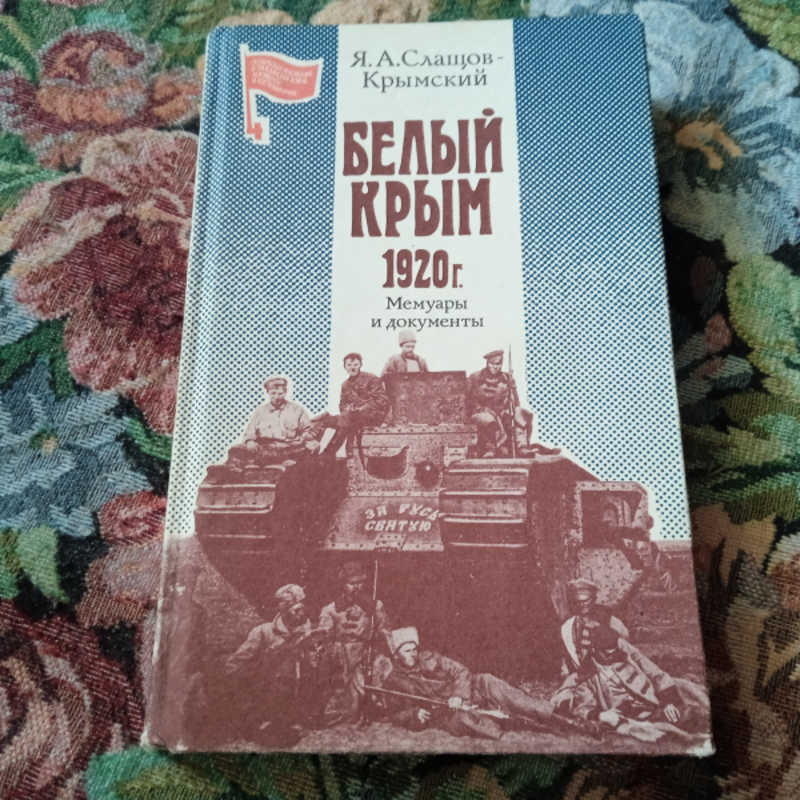 Я. А. Слащов-
Крымский
БЕЛЫЙ
КРЫМ
1920 г.
Мемуары
и документы
ЗА РУСЬ
СВЯТУЮ